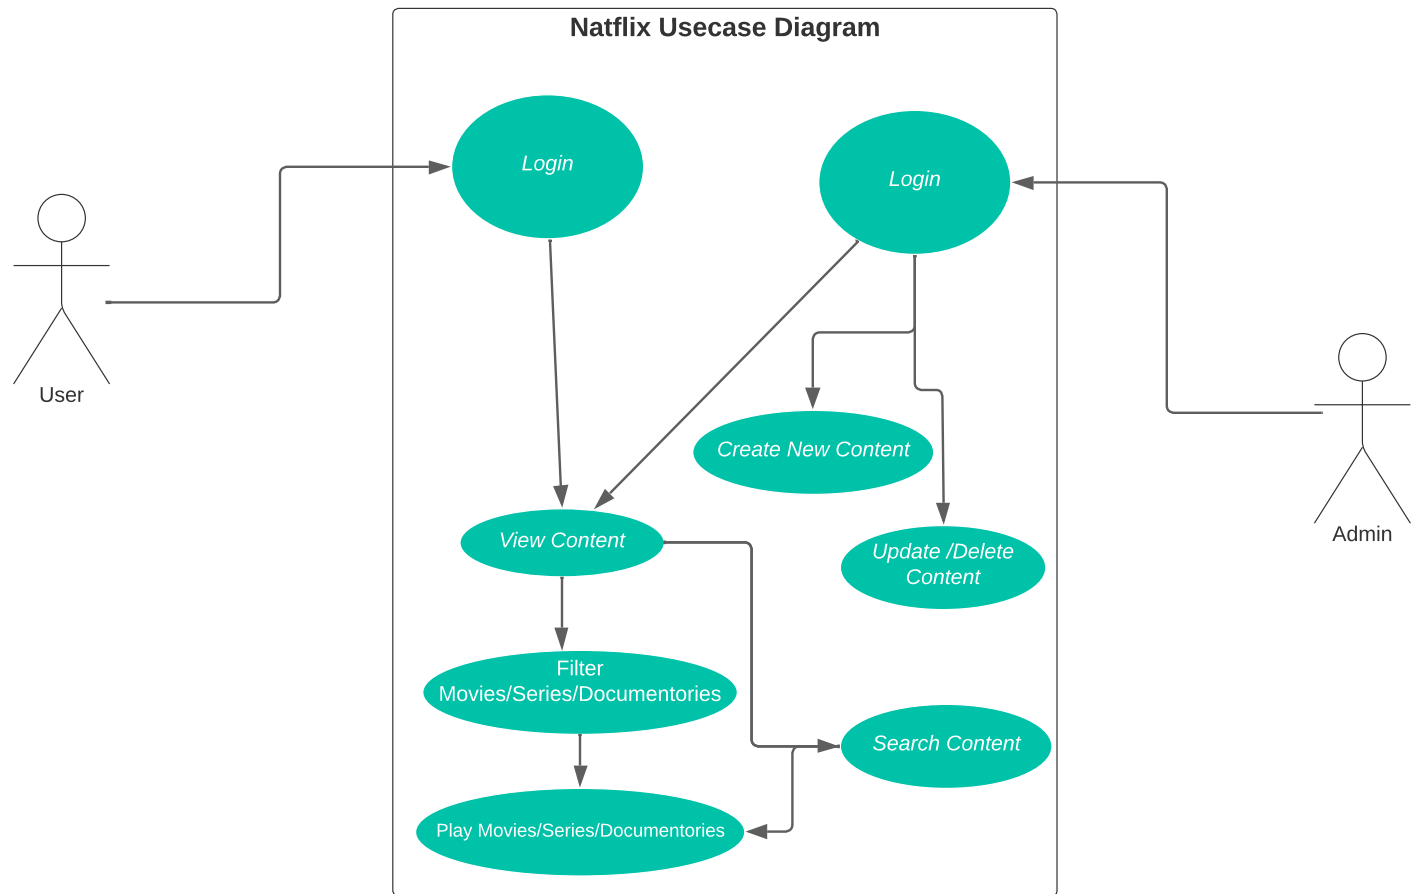 Natflix Usecase Diagram
Login
Login
User
Create New Content
Admin
View Content
Update /Delete
Content
Filter
Movies/Series/Documentories
Search Content
Play Movies/Series/Documentories